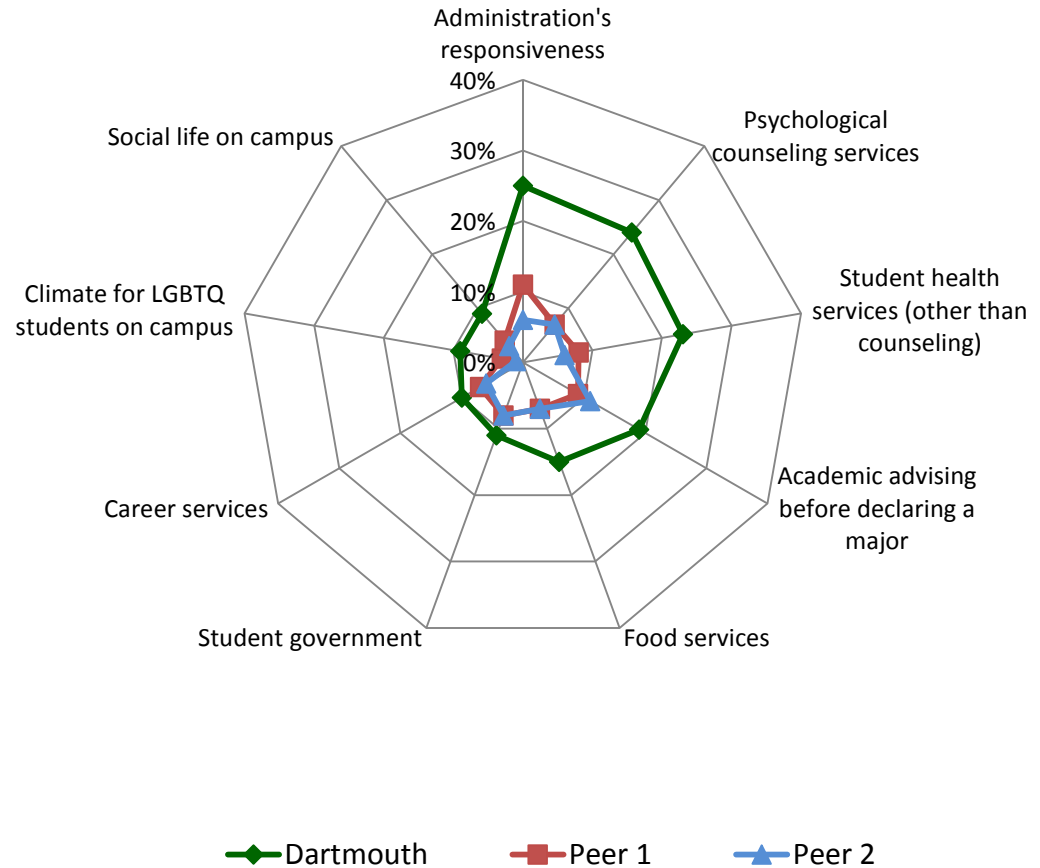 Administration's
responsiveness
40%
Psychological
counseling services
Social life on campus
30%
20%
Student health
services (other than
counseling)
Climate for LGBTQ
students on campus
10%
0%
Academic advising
before declaring a
major
Career services
Student government
Food services
Dartmouth
Peer 1
Peer 2